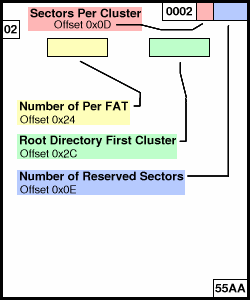 Sectors Per Cluster
Offset 0x0D
0002
02
Number of Per FAT
Offset 0x24
Root Directory First Cluster
Offset 0x2C
Number of Reserved Sectors
Offset 0x0E
55AA